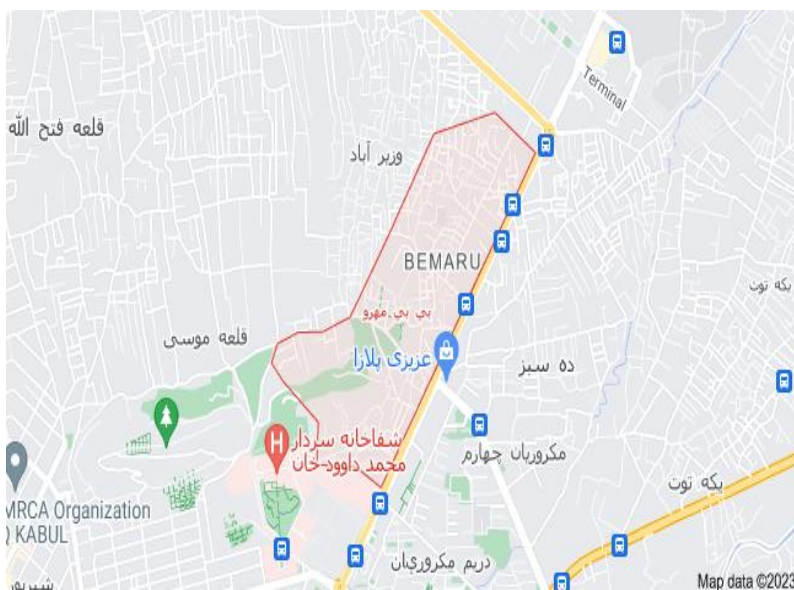 Terminal
قلعه فتح الله
وزیر آباد
BEMARU
یکه توت
بی بی مهرو
قلعه موسی
عزیزی پلازا
ده سبز
شفاخانه سردار
محمد داوود خان
مکروریان چهارم
یکه توت
MRCA Organization
Q KABUL
دریم مکروریان
Map data ©2023